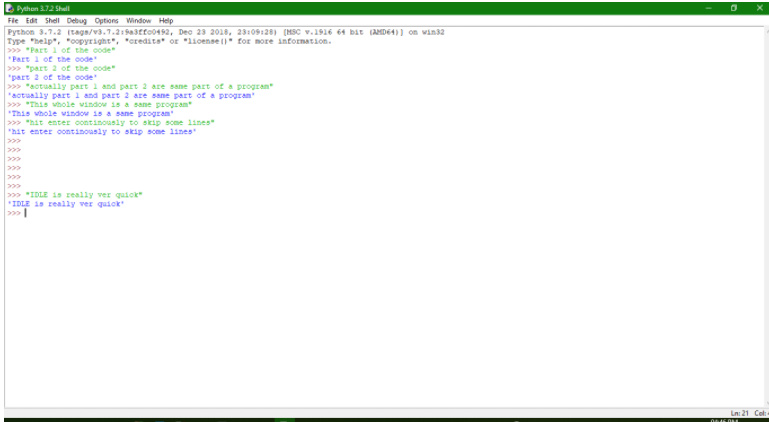 Python 3.7.2 Shell
File Edit Shell Debug Options Window Help
Python 3.7.2 (tags/v3.7.2:9a3ffc0492, Dec 23 2018, 23:09:28) [MSC v.1916 64 bit (AMD64)] on win32
Type "help", "copyright", "credits" or "license()" for more information.
>>> "Part 1 of the code"
'Part 1 of the code'
>>> "part 2 of the code"
'part 2 of the code'
>>> "actually part 1 and part 2 are same part of a program"
'actually part 1 and part 2 are same part of a program'
>>> "This whole window is a same program"
'This whole window is a same program'
>>> "hit enter continously to skip some lines"
'hit enter continously to skip some lines'
>>>
>>>
>>>
>>>
>>>
>>>
>>> "IDLE is really ver quick"
'IDLE is really ver quick'
>>>
Ln: 21 Col: